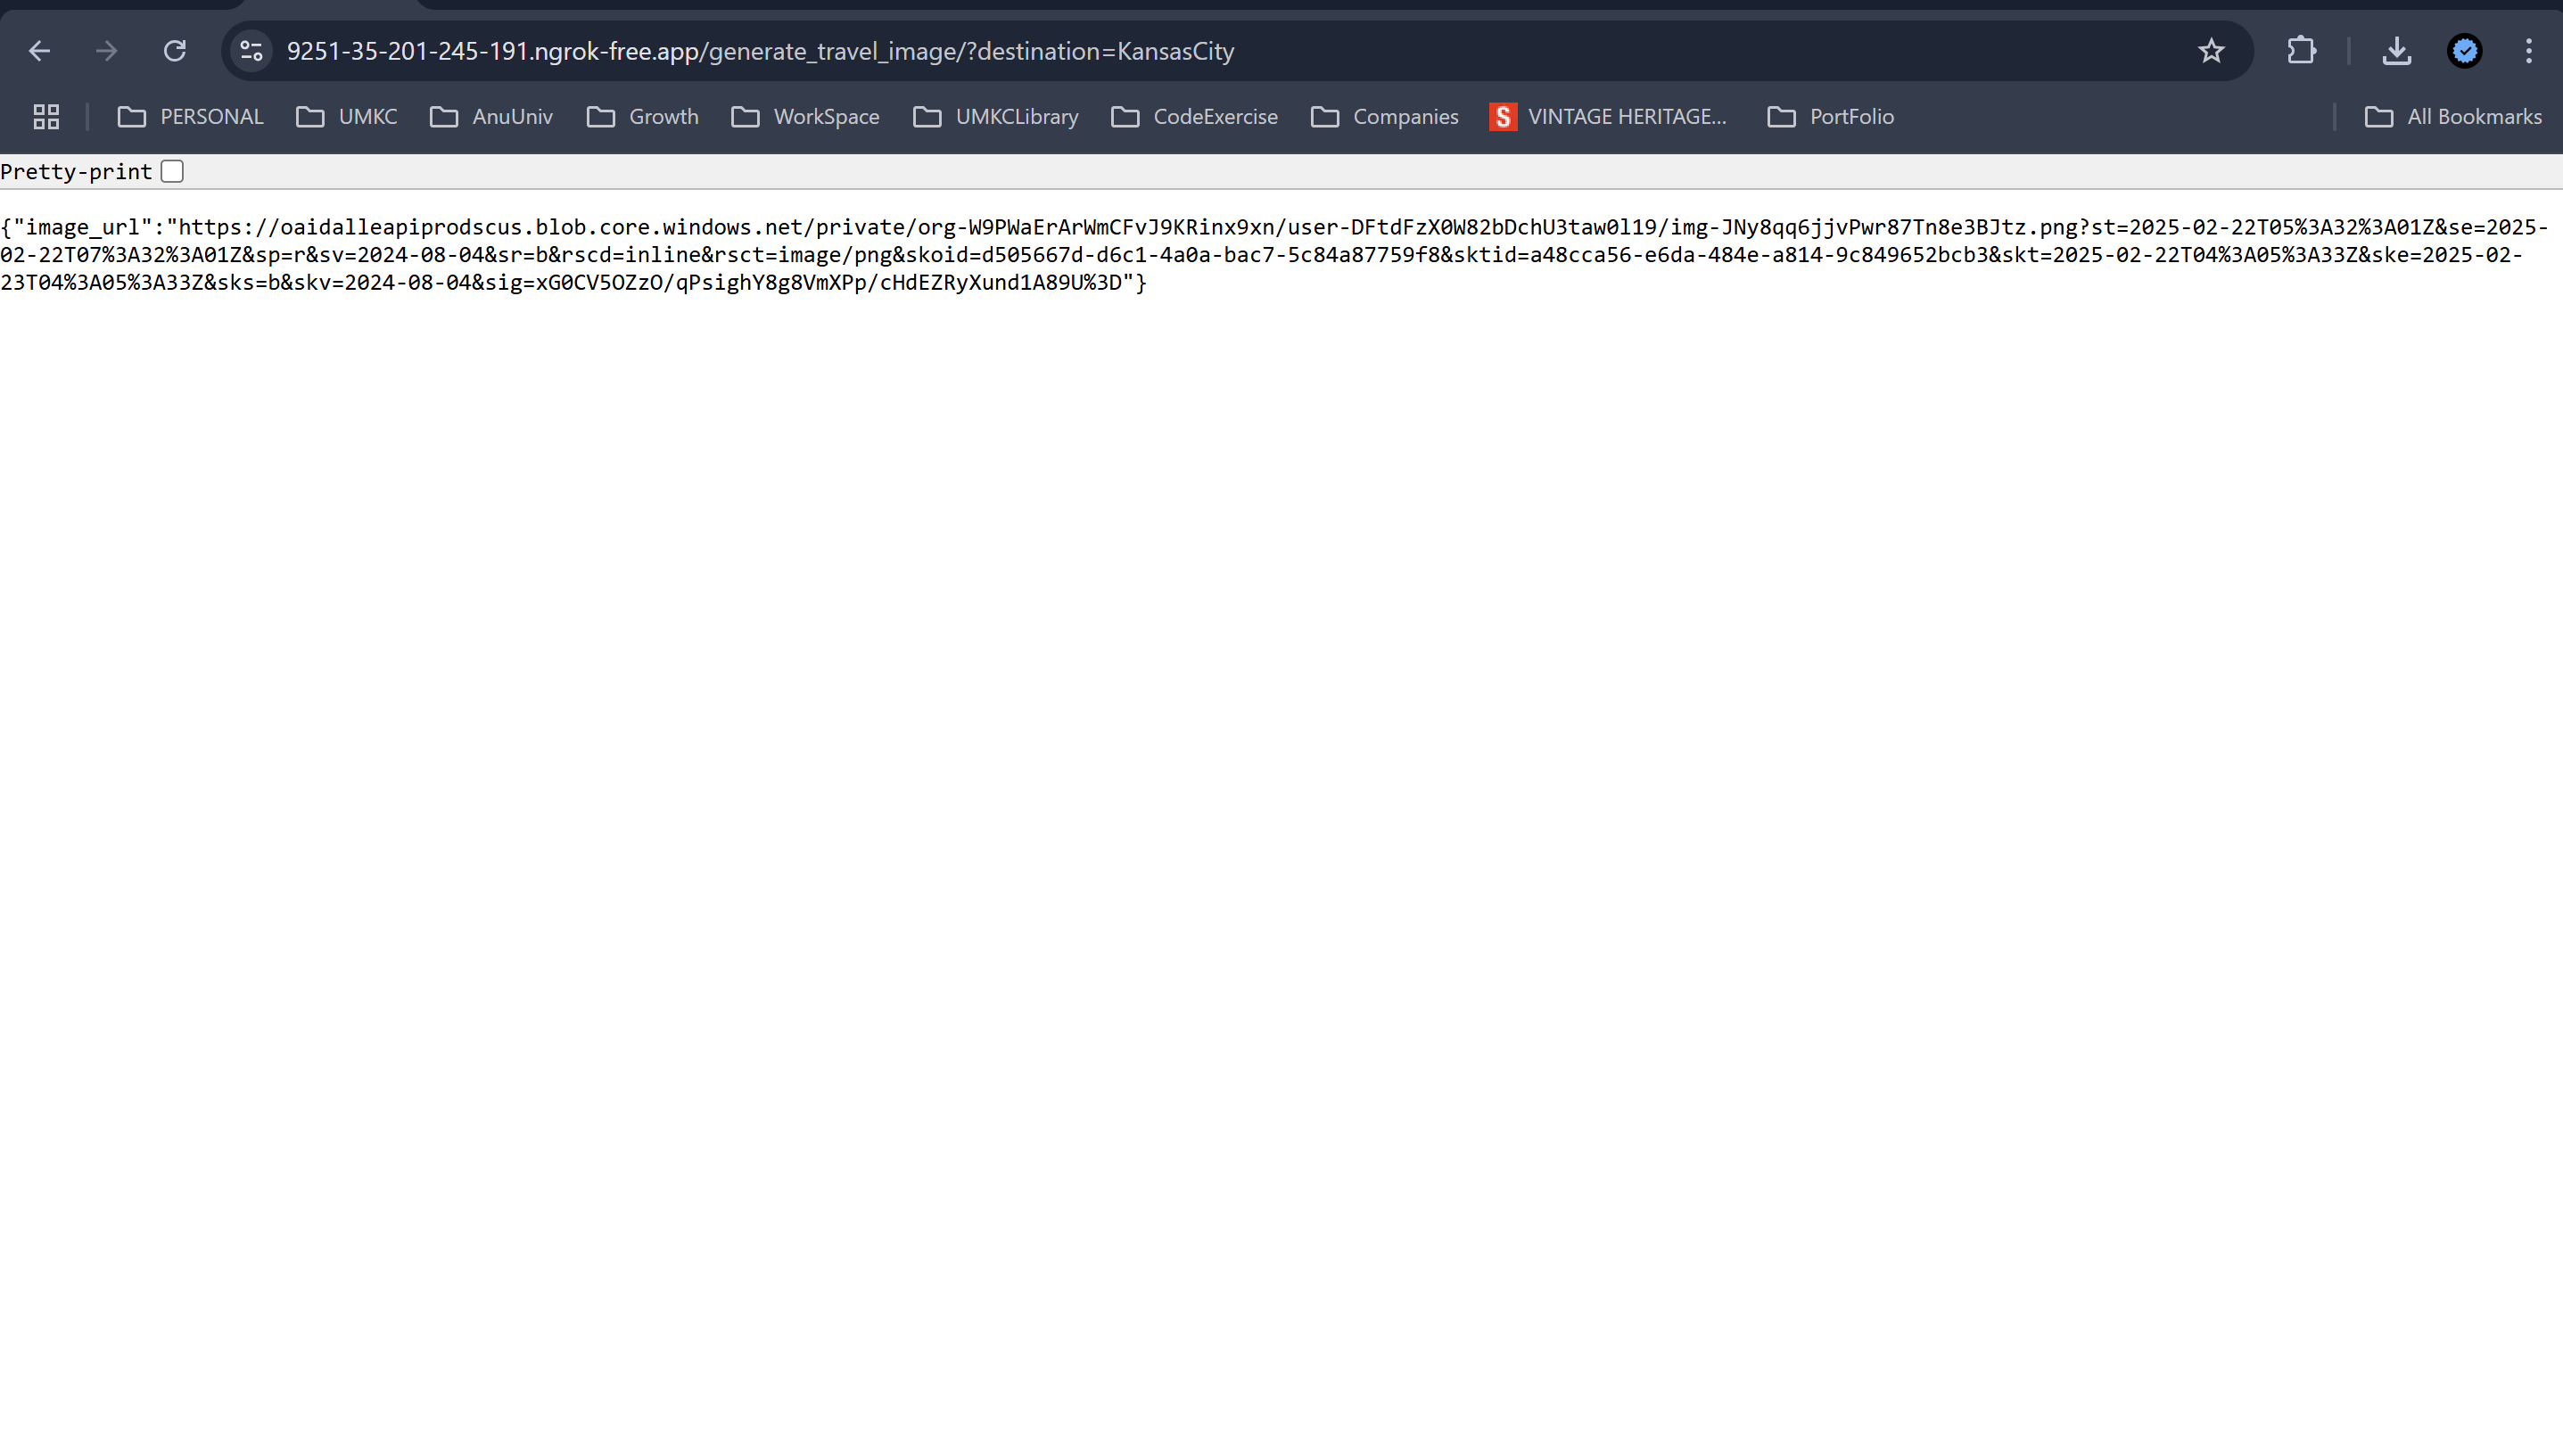 9251-35-201-245-191.ngrok-free.app/generate_travel_image/?destination=KansasCity
PERSONAL UMKC AnuUniv Growth WorkSpace UMKCLibrary CodeExercise Companies S VINTAGE HERITAGE... PortFolio All Bookmarks
Pretty-print
{"image_url":"https://oaidalleapiprodscus.blob.core.windows.net/private/org-W9PWaErArWmCFvJ9KRinx9xn/user-DFtdFzX0W82bDchU3taw0l19/img-JNy8qq6jjvPwr87Tn8e3BJtz.png?st=2025-02-22T05%3A32%3A01Z&se=2025-
02-22T07%3A32%3A01Z&sp=r&sv=2024-08-04&sr=b&rscd=inline&rsct=image/png&skoid=d505667d-d6c1-4a0a-bac7-5c84a87759f8&sktid=a48cca56-e6da-484e-a814-9c849652bcb3&skt=2025-02-22T04%3A05%3A33Z&ske=2025-02-
23T04%3A05%3A33Z&sks=b&skv=2024-08-04&sig=xG0CV5OZzO/qPsighY8g8VmXPp/cHdEZRyXund1A89U%3D"}